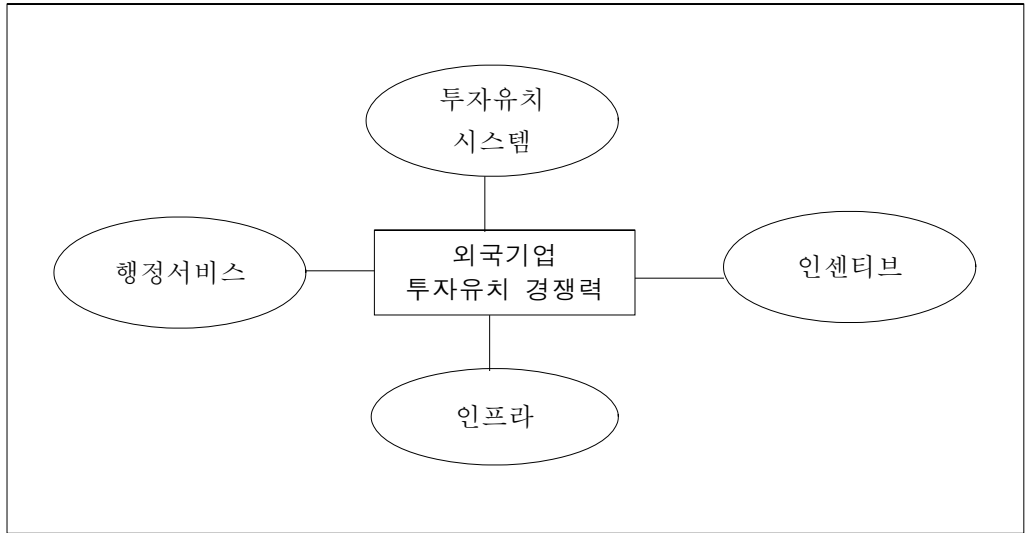 투자유치
시스템
행정서비스
외국기업
투자유치 경쟁력
인센티브
인프라